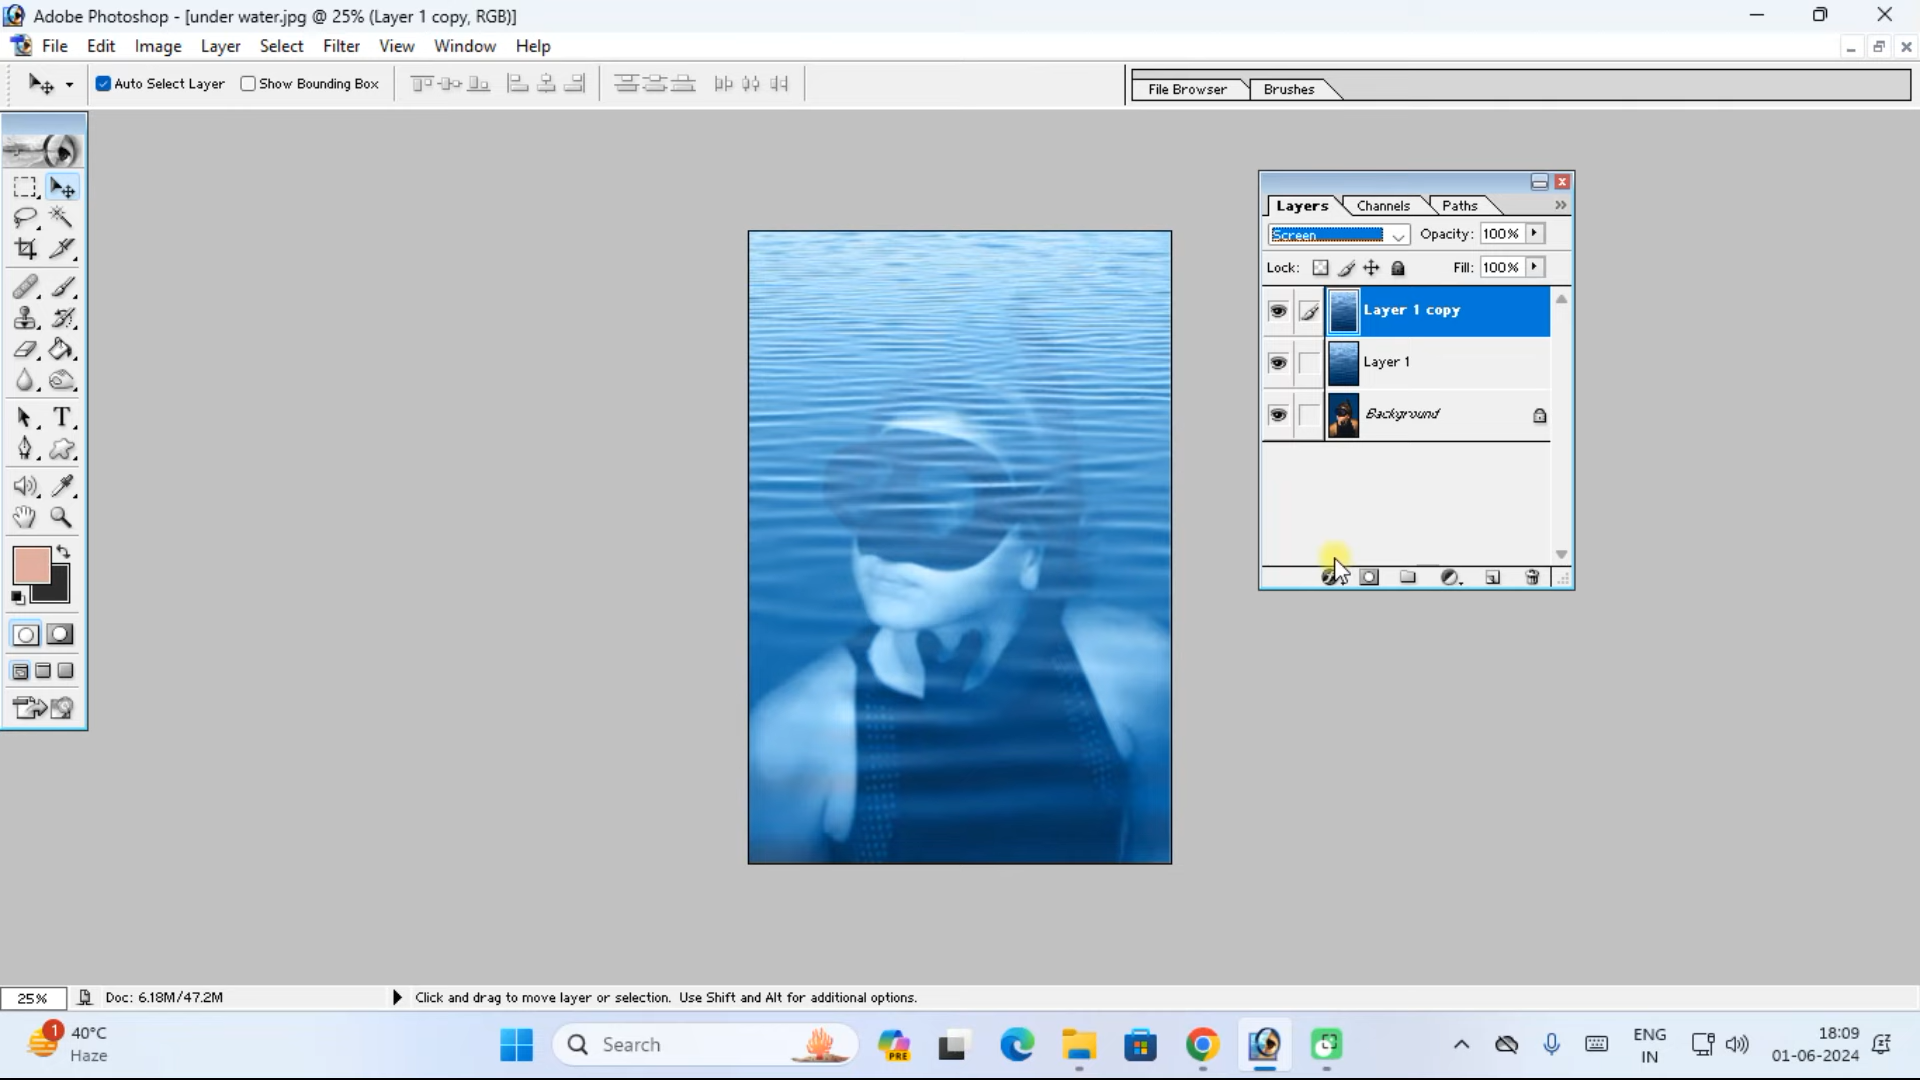 Adobe Photoshop - [under water.jpg @ 25% (Layer 1 copy, RGB)]
File Edit Image Layer Select Filter View Window Help
Auto Select Layer Show Bounding Box File Browser Brushes
Layers Channels Paths
Screen Opacity: 100%
Lock: Fill: 100%
Layer 1 copy
Layer 1
Background
T
25% Doc: 6.18M/47.2M Click and drag to move layer or selection. Use Shift and Alt for additional options.
1 40°C
Haze
Search
PRE
ENG
IN
18:09
01-06-2024